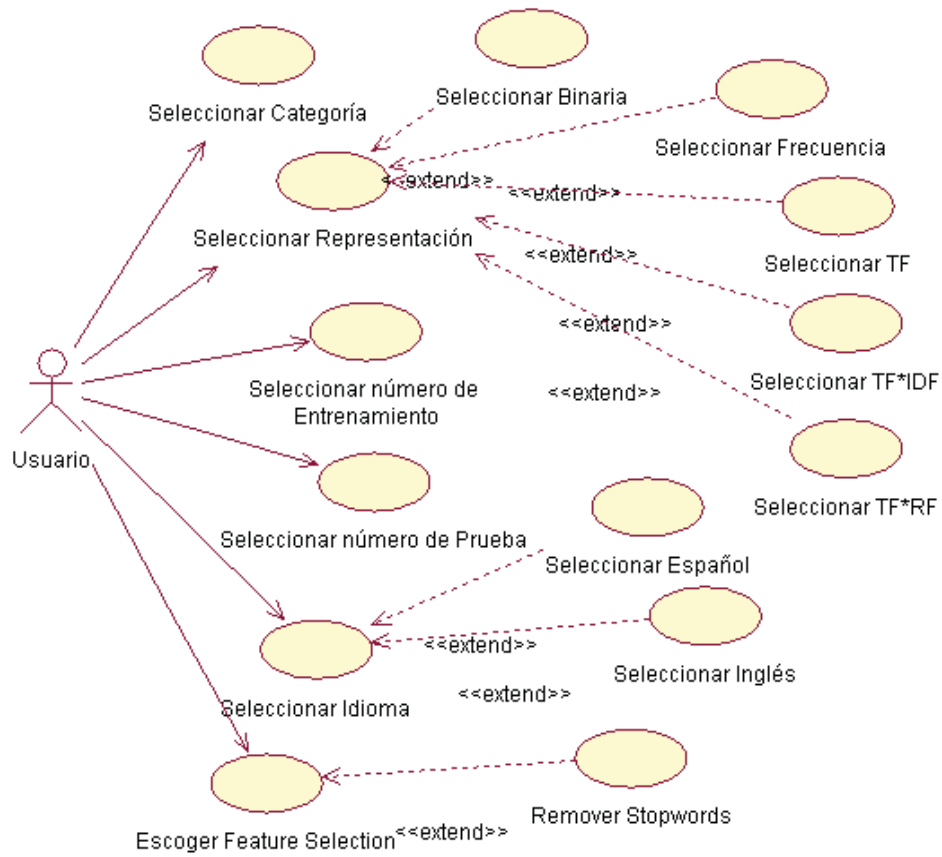 Seleccionar Categoría
Seleccionar Binaria
Seleccionar Frecuencia
<<extend>>
<<extend>>
Seleccionar Representación
<<extend>>
Seleccionar TF
<<extend>>
Seleccionar TF*IDF
Seleccionar número de
Entrenamiento
<<extend>>
Usuario
Seleccionar TF*RF
Seleccionar número de Prueba
Seleccionar Español
<<extend>>
Seleccionar Inglés
Seleccionar Idioma
<<extend>>
Remover Stopwords
Escoger Feature Selection
<<extend>>